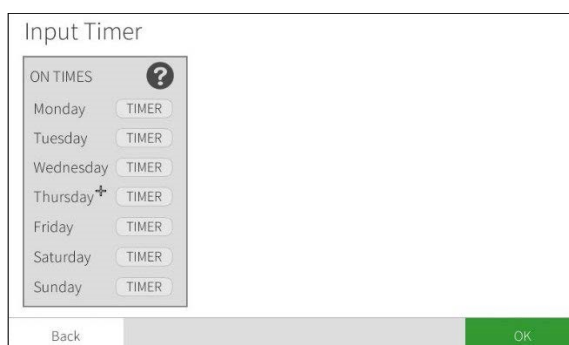 Input Timer
ON TIMES ?
Monday TIMER
Tuesday TIMER
Wednesday TIMER
Thursday TIMER
Friday TIMER
Saturday TIMER
Sunday TIMER
Back OK